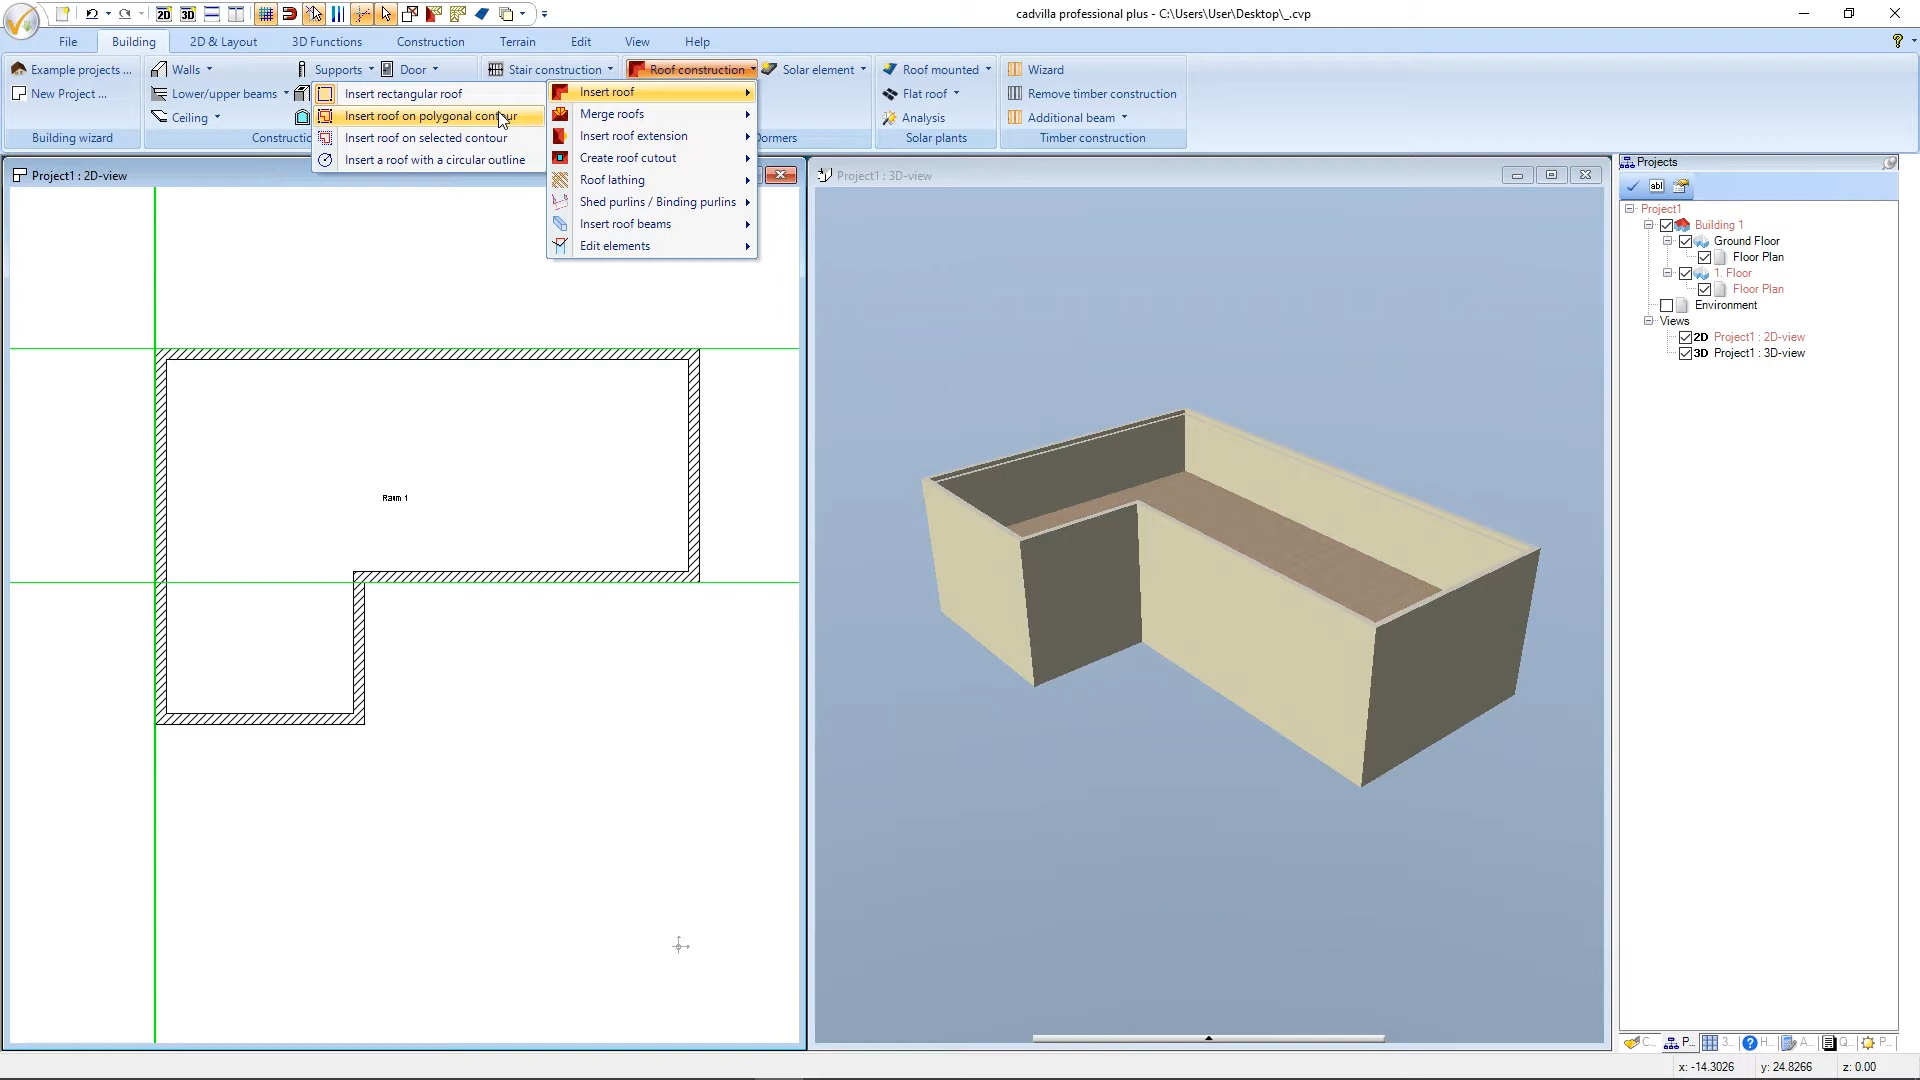 2D 3D
cadvilla professional plus - C:\Users\User\Desktop\_.cvp
File Building 2D & Layout 3D Functions Construction Terrain Edit View Help
Example projects ... Walls Supports Door Stair construction Roof construction Solar element Roof mounted Wizard
New Project ... Lower/upper beams Flat roof Remove timber construction
Ceiling Analysis Additional beam
Building wizard Solar plants Timber construction
Insert rectangular roof
Insert roof on polygonal contour
Insert roof on selected contour
Insert a roof with a circular outline
Insert roof
Merge roofs
Insert roof extension
Create roof cutout
Roof lathing
Shed purlins / Binding purlins
Insert roof beams
Edit elements
Project1 : 2D-view
Raum 1
Project1 : 3D-view
Projects
abl
Project1
Building 1
Ground Floor
Floor Plan
1. Floor
Floor Plan
Environment
Views
2D Project1 : 2D-view
3D Project1 : 3D-view
C... P... 3... H... A... Q... P...
x: -14.3026 y: 24.8266 z: 0.00